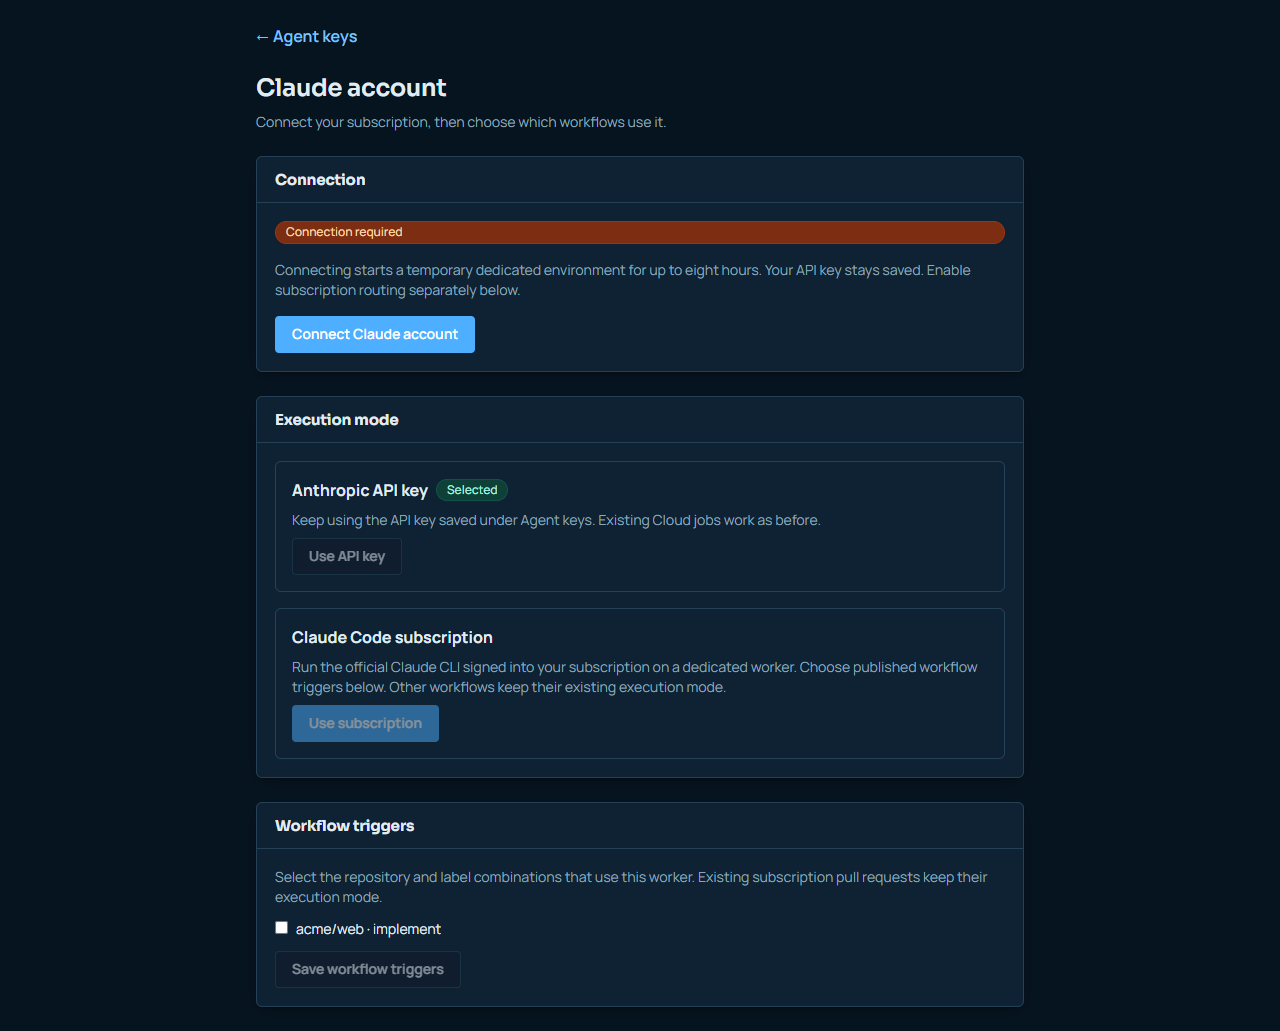 ← Agent keys
Claude account
Connect your subscription, then choose which workflows use it.
Connection
Connection required
Connecting starts a temporary dedicated environment for up to eight hours. Your API key stays saved. Enable
subscription routing separately below.
Connect Claude account
Execution mode
Anthropic API key Selected
Keep using the API key saved under Agent keys. Existing Cloud jobs work as before.
Use API key
Claude Code subscription
Run the official Claude CLI signed into your subscription on a dedicated worker. Choose published workflow
triggers below. Other workflows keep their existing execution mode.
Use subscription
Workflow triggers
Select the repository and label combinations that use this worker. Existing subscription pull requests keep their
execution mode.
acme/web · implement
Save workflow triggers